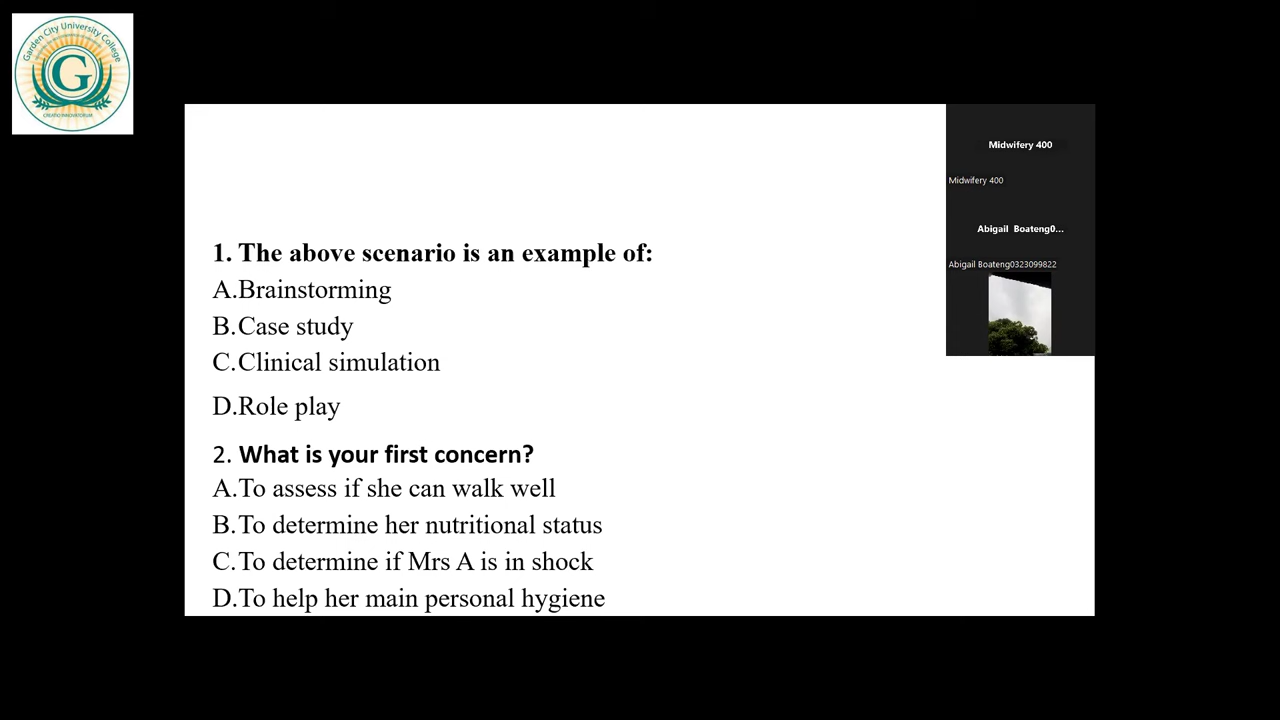 Garden City University College
G
1. The above scenario is an example of:
A.Brainstorming
B.Case study
C.Clinical simulation
D.Role play
2. What is your first concern?
A.To assess if she can walk well
B.To determine her nutritional status
C.To determine if Mrs A is in shock
D.To help her main personal hygiene
Midwifery 400
Midwifery 400
Abigail Boateng0...
Abigail Boateng0323099822